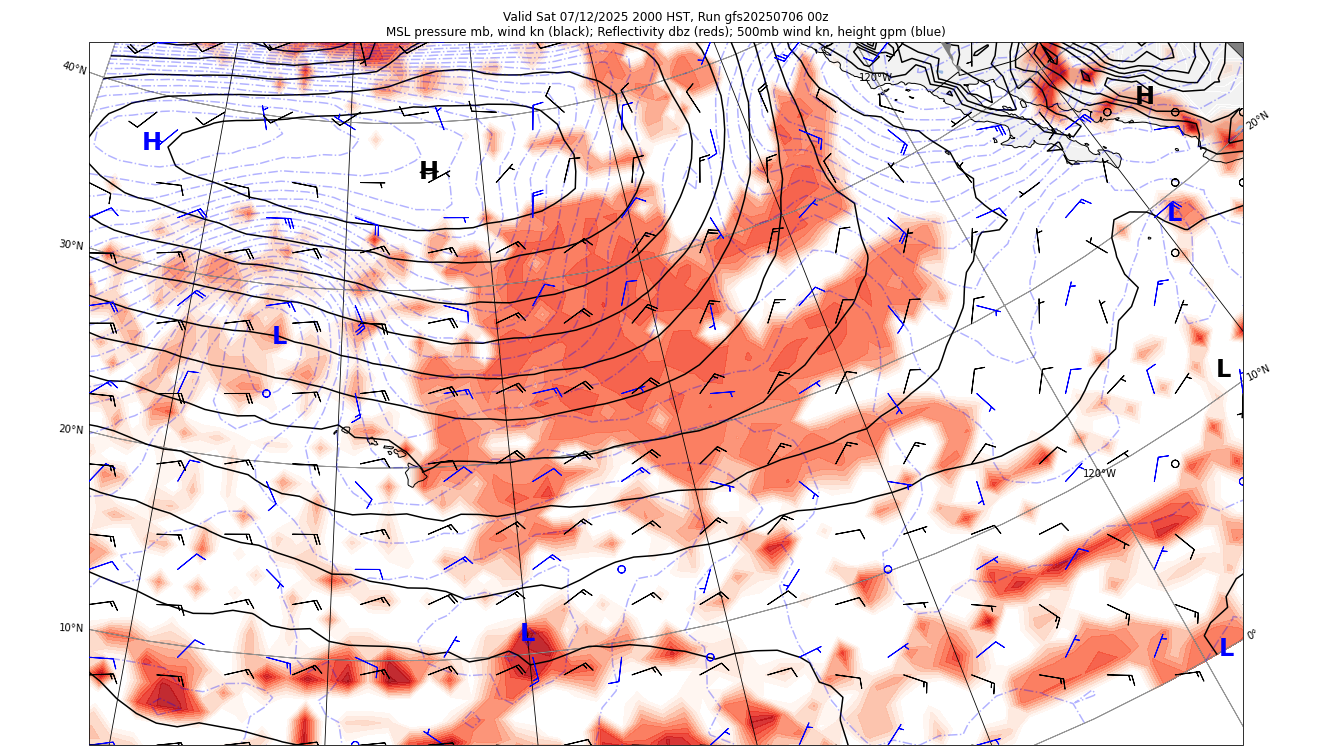 Valid Sat 07/12/2025 2000 HST, Run gfs20250706 00z
MSL pressure mb, wind kn (black); Reflectivity dbz (reds); 500mb wind kn, height gpm (blue)
40°N
120°W
H
20°N
H
H
L
30°N
L
L
10°N
20°N
120°W
10°N
L
0°
L